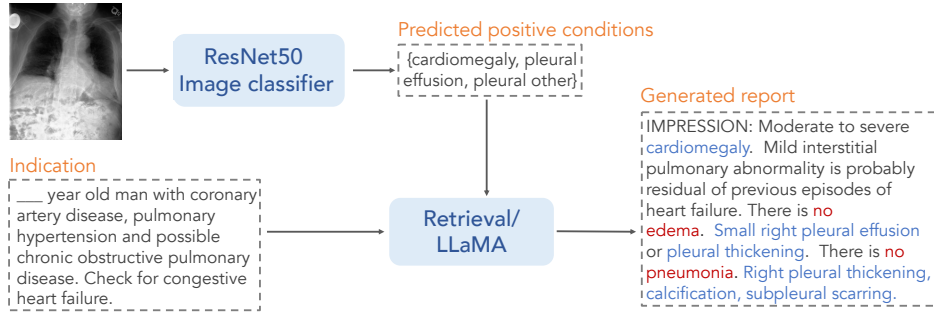 ResNet50
Image classifier
Predicted positive conditions
{cardiomegaly, pleural
effusion, pleural other}
Indication
___ year old man with coronary
artery disease, pulmonary
hypertension and possible
chronic obstructive pulmonary
disease. Check for congestive
heart failure.
Retrieval/
LLaMA
Generated report
IMPRESSION: Moderate to severe
cardiomegaly. Mild interstitial
pulmonary abnormality is probably
residual of previous episodes of
heart failure. There is no
edema. Small right pleural effusion
or pleural thickening. There is no
pneumonia. Right pleural thickening,
calcification, subpleural scarring.